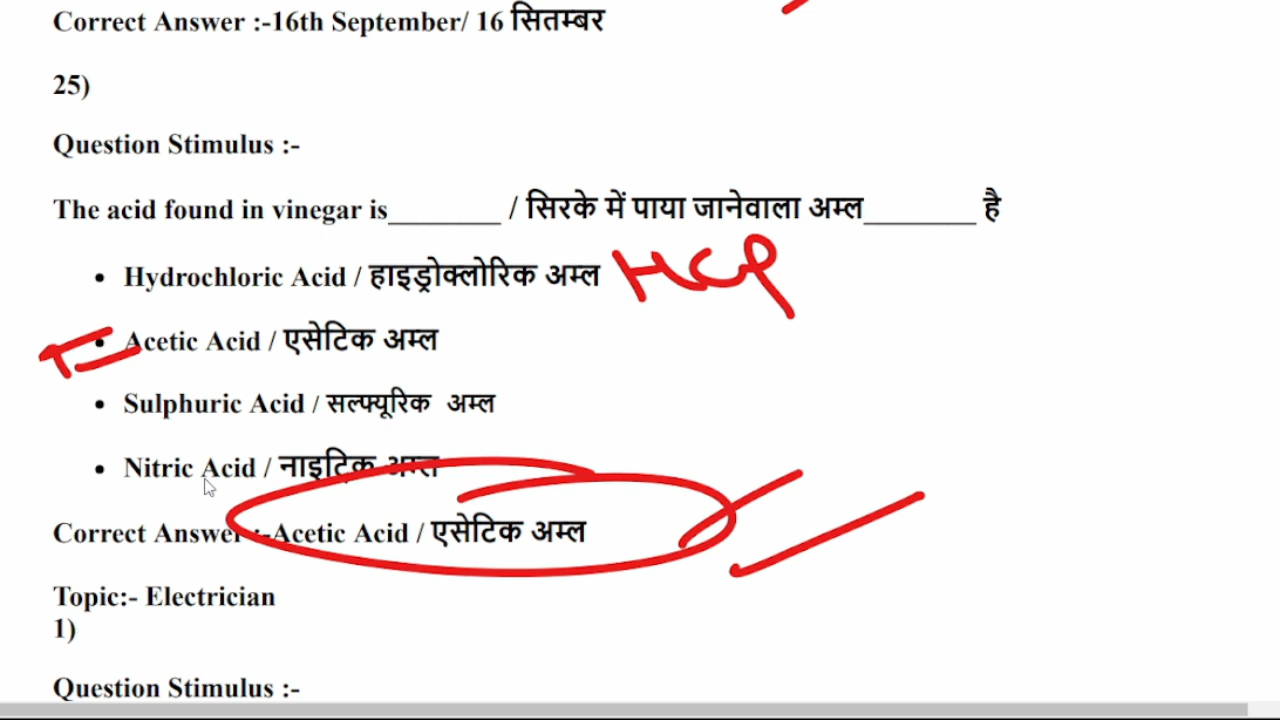 Correct Answer :-16th September/ 16 सितम्बर
25)
Question Stimulus :-
The acid found in vinegar is________ / सिरके में पाया जानेवाला अम्ल________ है
• Hydrochloric Acid / हाइड्रोक्लोरिक अम्ल HCl
• Acetic Acid / एसेटिक अम्ल
• Sulphuric Acid / सल्फ्यूरिक अम्ल
• Nitric Acid / नाइट्रिक अम्ल
Correct Answer :-Acetic Acid / एसेटिक अम्ल
Topic:- Electrician
1)
Question Stimulus :-